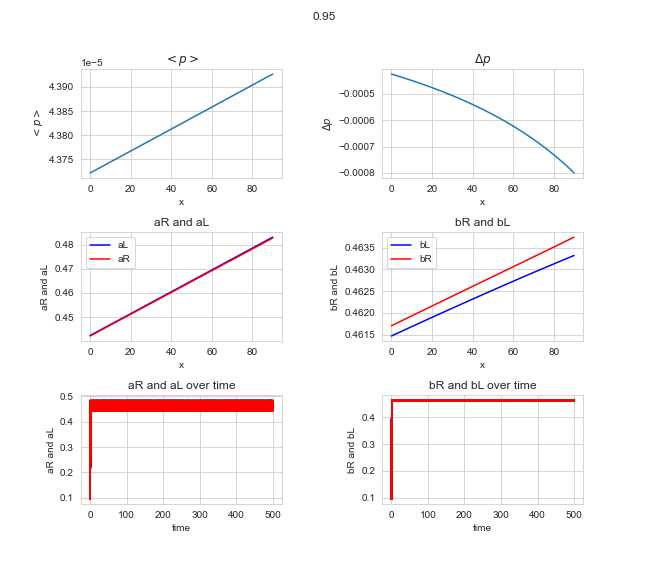 0.95
< p >
1e−5
4.390
4.385
4.380
4.375
< p >
0 20 40 60 80
x
Δp
−0.0005
−0.0006
−0.0007
−0.0008
Δp
0 20 40 60 80
x
aR and aL
aL
aR
0.48
0.47
0.46
0.45
aR and aL
0 20 40 60 80
x
bR and bL
bL
bR
0.4635
0.4630
0.4625
0.4620
0.4615
bR and bL
0 20 40 60 80
x
aR and aL over time
0.5
0.4
0.3
0.2
0.1
aR and aL
0 100 200 300 400 500
time
bR and bL over time
0.4
0.3
0.2
0.1
bR and bL
0 100 200 300 400 500
time